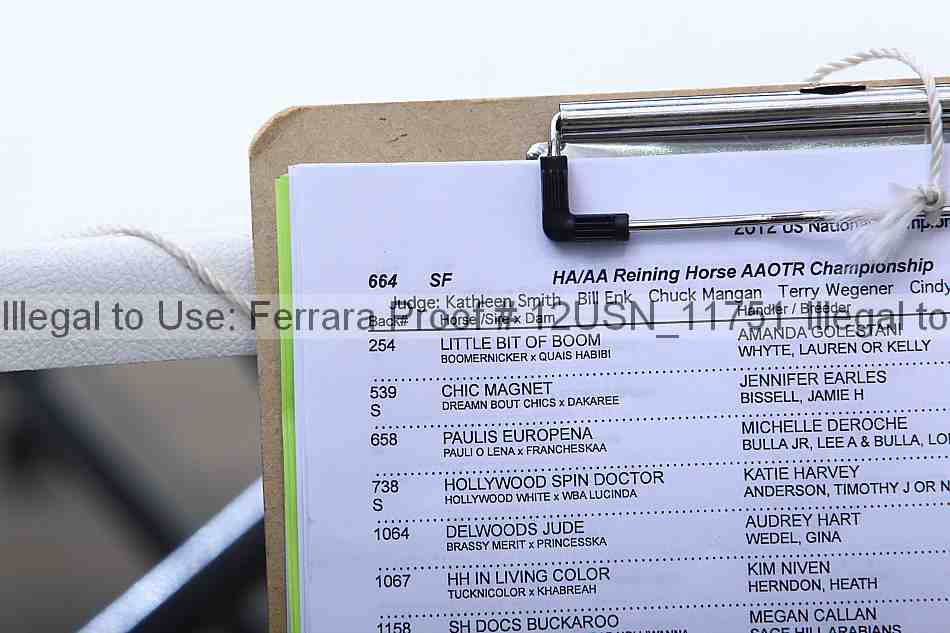 2012 US National
664 SF HA/AA Reining Horse AAOTR Championship
Judge: Kathleen Smith Bill Enk Chuck Mangan Terry Wegener Cindy
Illegal to Use: Ferrara Proof # 12USN_11751 Illegal to
Back# Horse /Sire x Dam Handler / Breeder
254 LITTLE BIT OF BOOM AMANDA GOLESTANI
BOOMERNICKER x QUAIS HABIBI WHYTE, LAUREN OR KELLY
539 CHIC MAGNET JENNIFER EARLES
S DREAMN BOUT CHICS x DAKAREE BISSELL, JAMIE H
658 PAULIS EUROPENA MICHELLE DEROCHE
PAULI O LENA x FRANCHESKAA BULLA JR, LEE A & BULLA,
738 HOLLYWOOD SPIN DOCTOR KATIE HARVEY
S HOLLYWOOD WHITE x WBA LUCINDA ANDERSON, TIMOTHY J OR
1064 DELWOODS JUDE AUDREY HART
BRASSY MERIT x PRINCESSKA WEDEL, GINA
1067 HH IN LIVING COLOR KIM NIVEN
TUCKNICOLOR x KHABREAH HERNDON, HEATH
1158 SH DOCS BUCKAROO MEGAN CALLAN
SAGE HILL ARABIANS